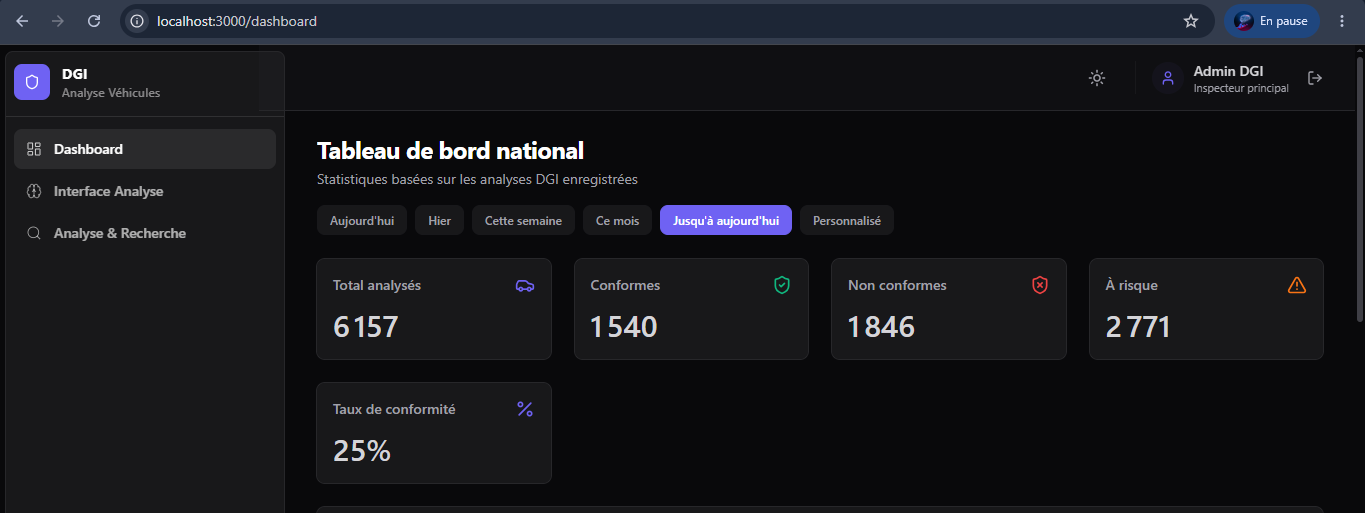 localhost:3000/dashboard
En pause
DGI
Analyse Véhicules
Admin DGI
Inspecteur principal
Dashboard
Interface Analyse
Analyse & Recherche
Tableau de bord national
Statistiques basées sur les analyses DGI enregistrées
Aujourd'hui Hier Cette semaine Ce mois Jusqu'à aujourd'hui Personnalisé
Total analysés Conformes Non conformes À risque
6 157 1 540 1 846 2 771
Taux de conformité
25%